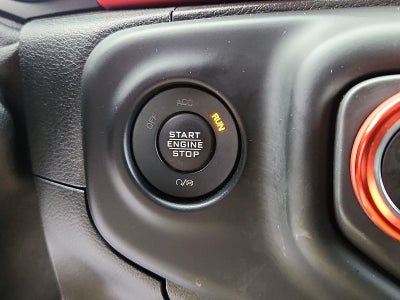 OFF ACC RUN
START
ENGINE
STOP